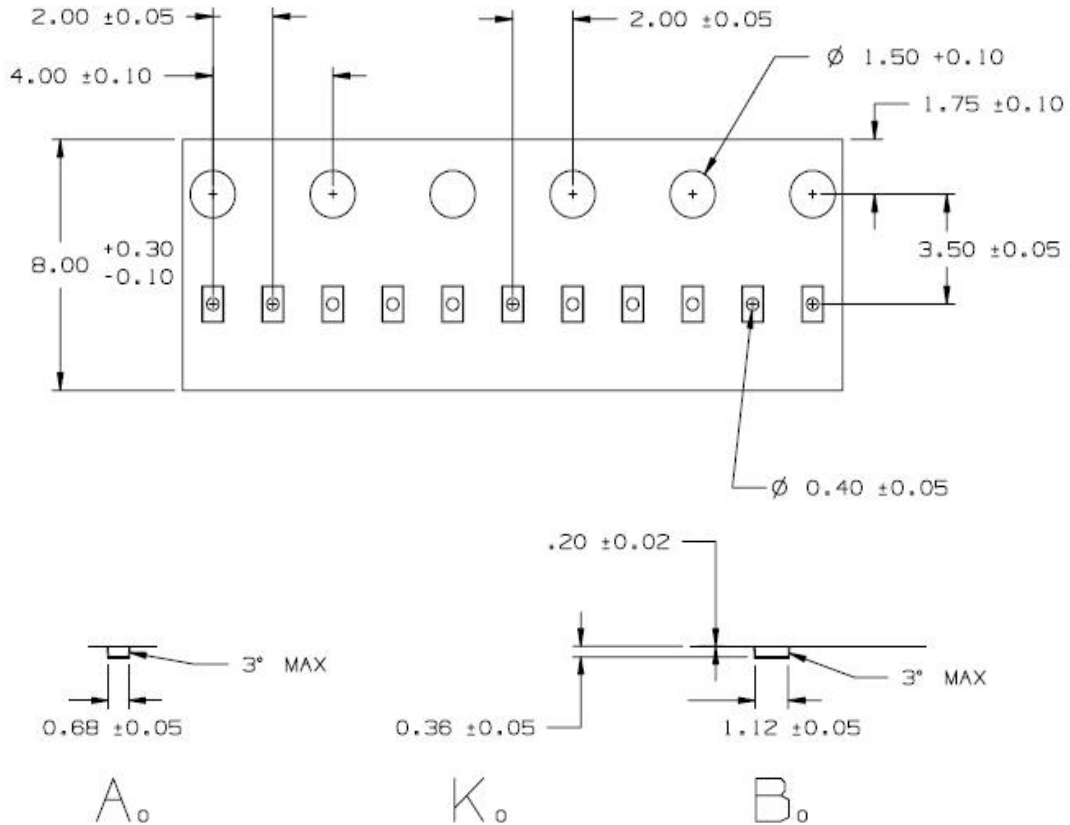 2.00 ±0.05
2.00 ±0.05
4.00 ±0.10
Ø 1.50 +0.10
1.75 ±0.10
8.00 +0.30
-0.10
3.50 ±0.05
Ø 0.40 ±0.05
.20 ±0.02
3° MAX
3° MAX
0.68 ±0.05
0.36 ±0.05
1.12 ±0.05
A₀
K₀
B₀